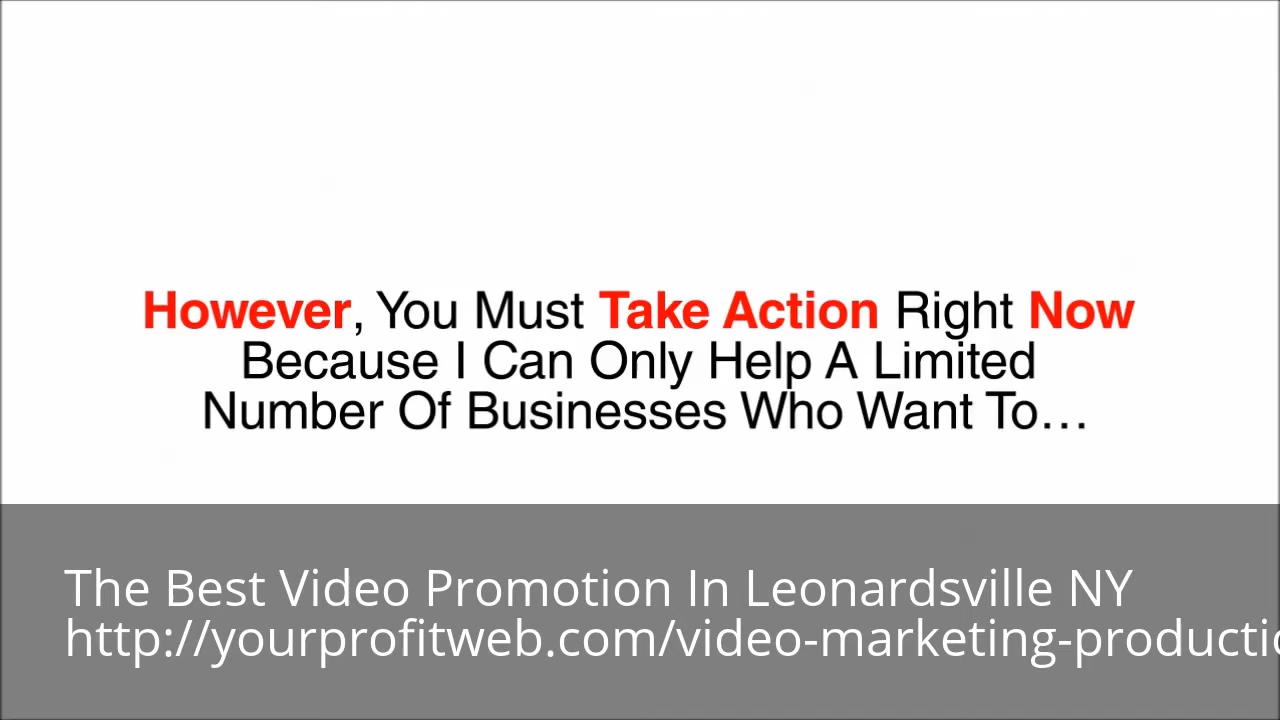 However, You Must Take Action Right Now
Because I Can Only Help A Limited
Number Of Businesses Who Want To…
The Best Video Promotion In Leonardsville NY
http://yourprofitweb.com/video-marketing-productio